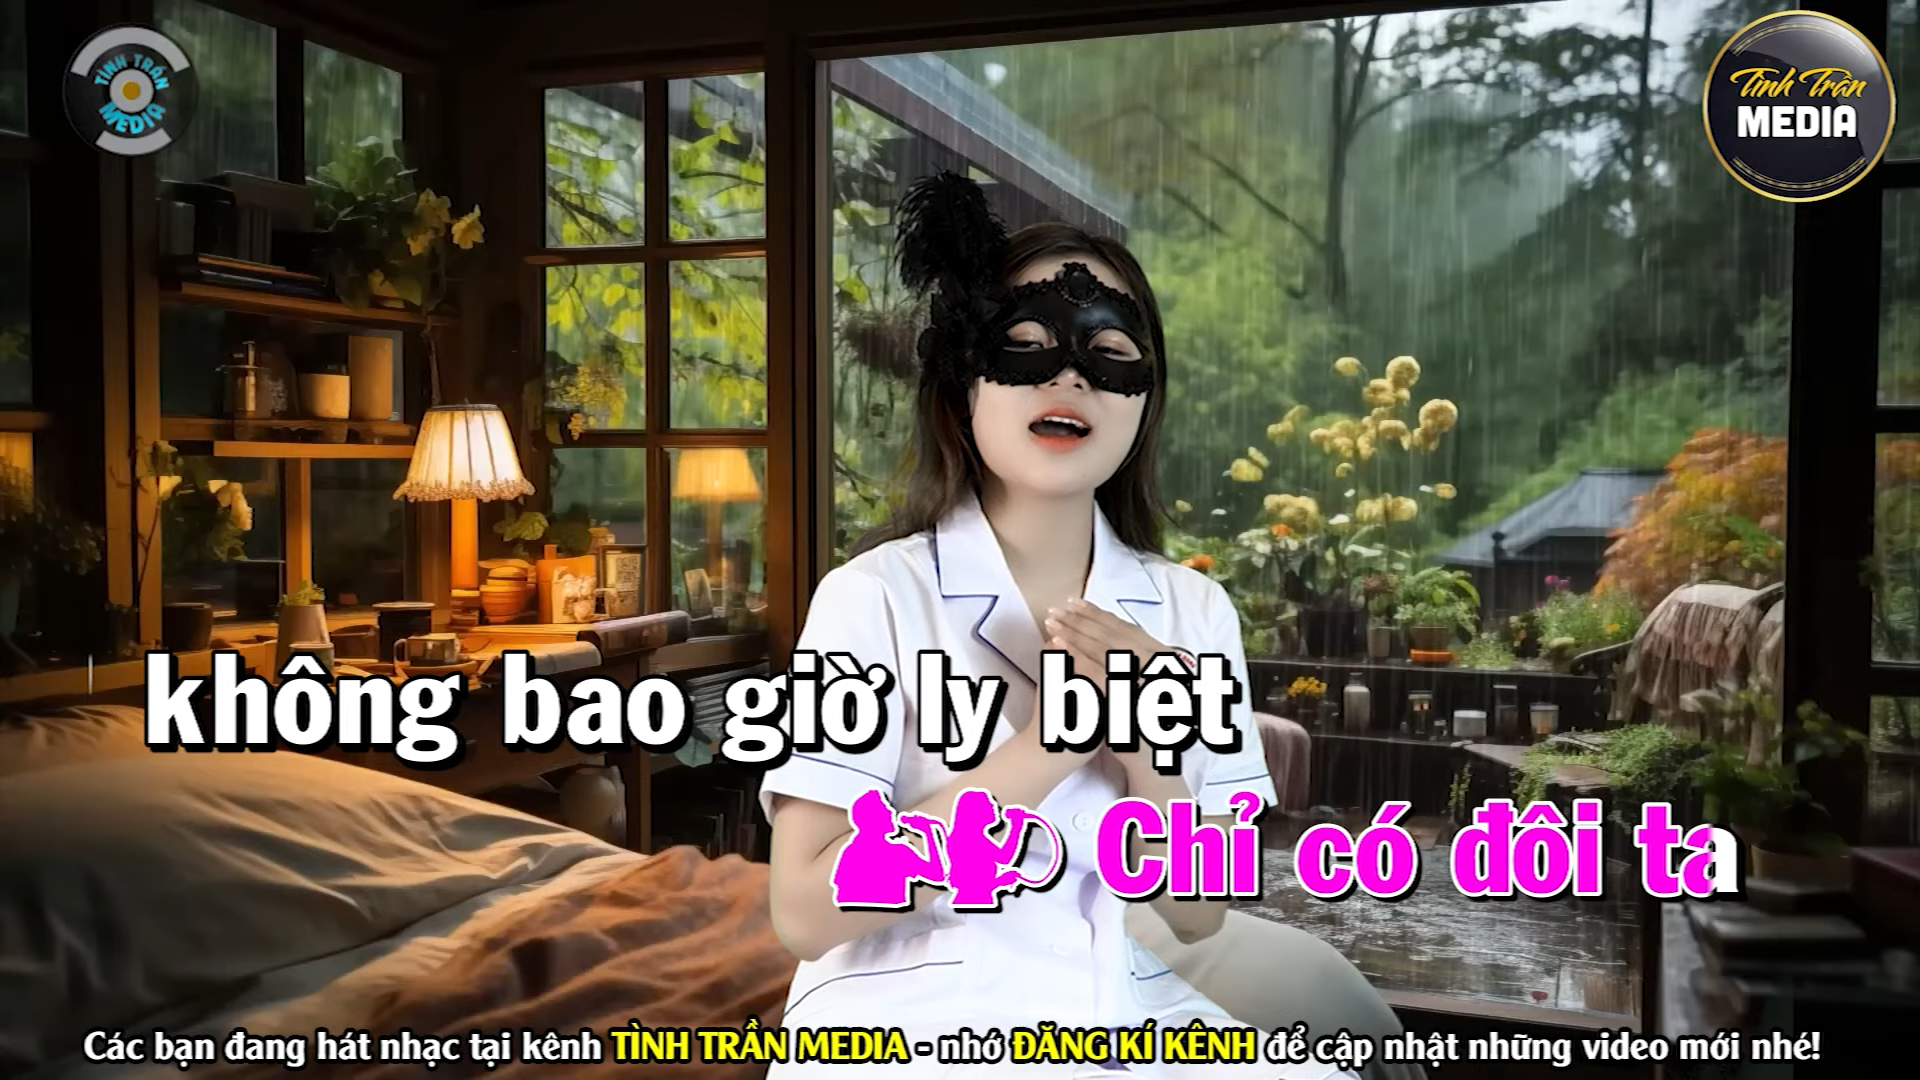 TÌNH TRẦN
MEDIA
Tình Trần
MEDIA
không bao giờ ly biệt
Chỉ có đôi ta
Các bạn đang hát nhạc tại kênh TÌNH TRẦN MEDIA - nhớ ĐĂNG KÍ KÊNH để cập nhật những video mới nhé!